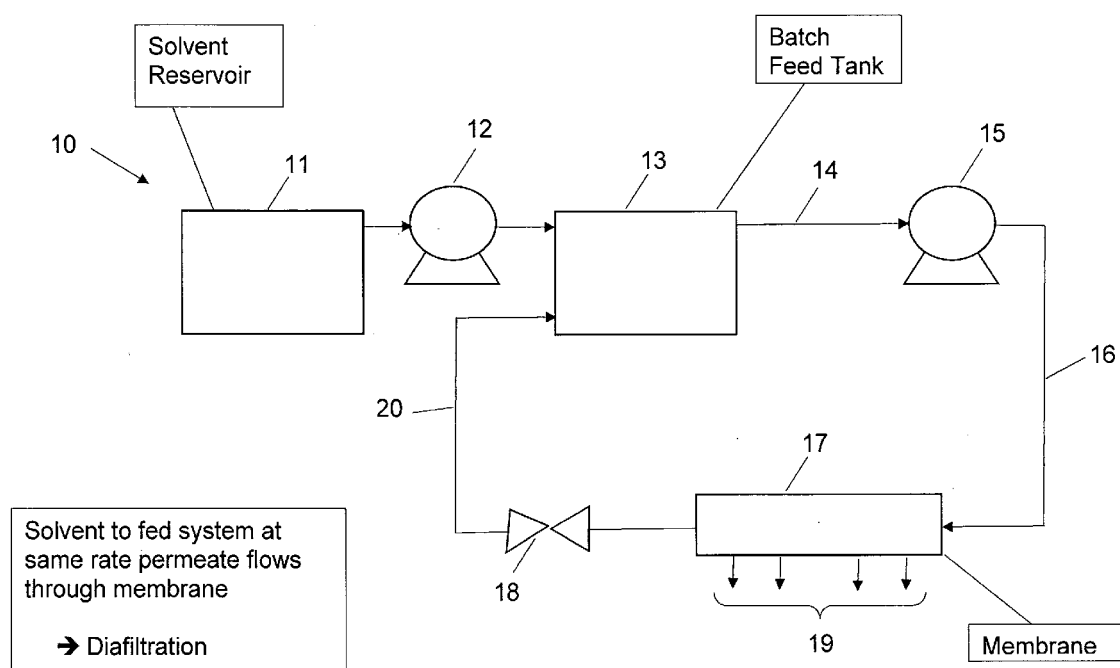 Solvent
Reservoir
Batch
Feed Tank
10
11
12
13
14
15
16
20
17
18
19
Solvent to fed system at
same rate permeate flows
through membrane
➔ Diafiltration
Membrane